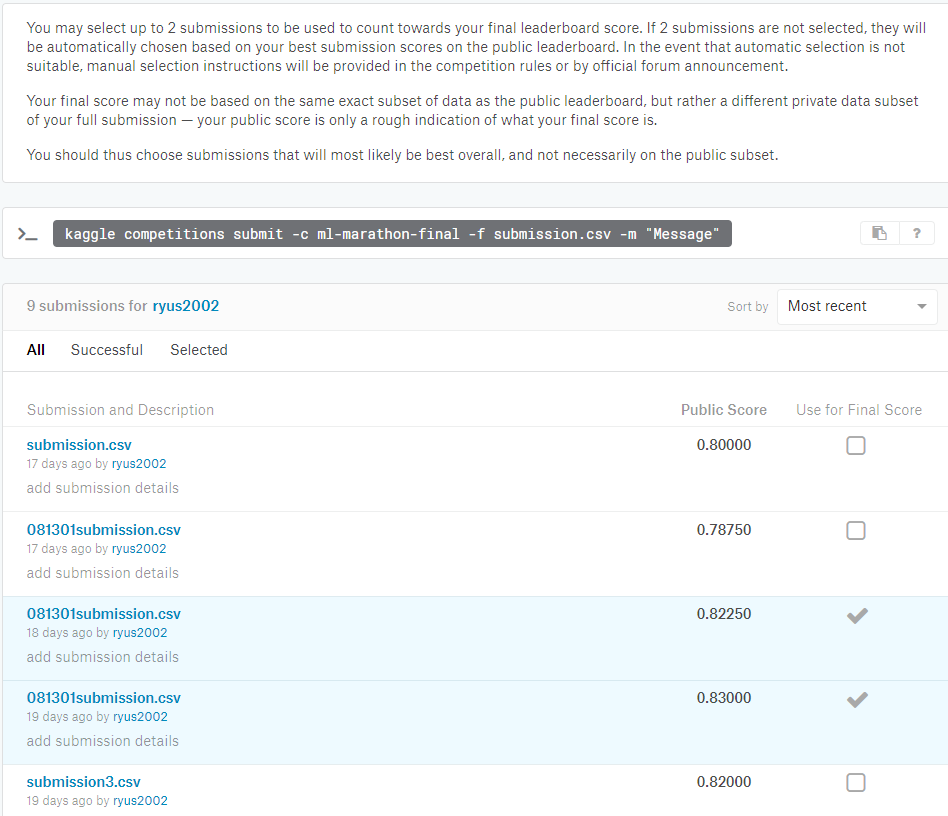 You may select up to 2 submissions to be used to count towards your final leaderboard score. If 2 submissions are not selected, they will
be automatically chosen based on your best submission scores on the public leaderboard. In the event that automatic selection is not
suitable, manual selection instructions will be provided in the competition rules or by official forum announcement.
Your final score may not be based on the same exact subset of data as the public leaderboard, but rather a different private data subset
of your full submission — your public score is only a rough indication of what your final score is.
You should thus choose submissions that will most likely be best overall, and not necessarily on the public subset.
>_ kaggle competitions submit -c ml-marathon-final -f submission.csv -m "Message" ?
9 submissions for ryus2002 Sort by Most recent
All Successful Selected
Submission and Description Public Score Use for Final Score
submission.csv 0.80000
17 days ago by ryus2002
add submission details
081301submission.csv 0.78750
17 days ago by ryus2002
add submission details
081301submission.csv 0.82250
18 days ago by ryus2002
add submission details
081301submission.csv 0.83000
19 days ago by ryus2002
add submission details
submission3.csv 0.82000
19 days ago by ryus2002